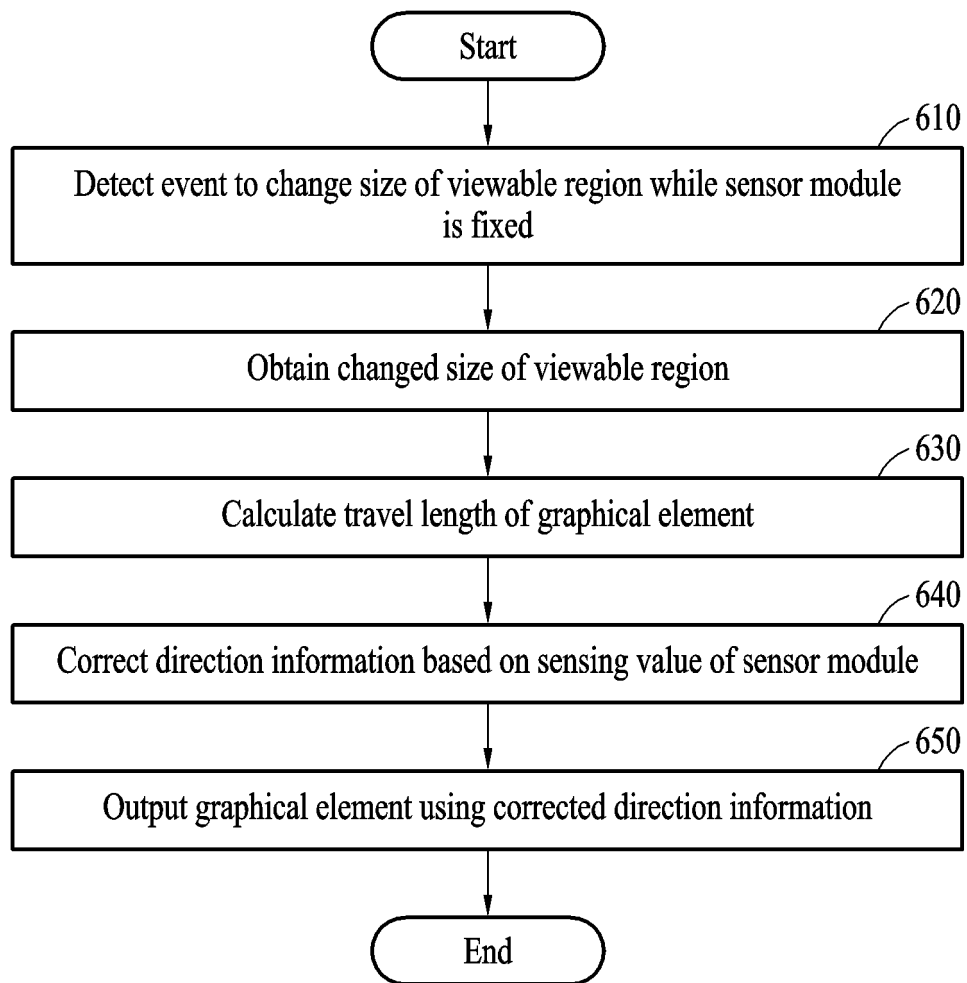 Start
610
Detect event to change size of viewable region while sensor module
is fixed
620
Obtain changed size of viewable region
630
Calculate travel length of graphical element
640
Correct direction information based on sensing value of sensor module
650
Output graphical element using corrected direction information
End